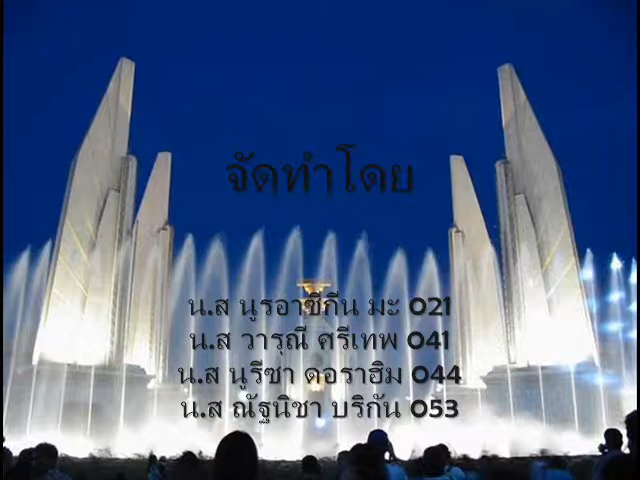 จัดทำโดย
น.ส นูรอาซีกีน มะ 021
น.ส วารุณี ศรีเทพ 041
น.ส นูรีซา ดอราฮิม 044
น.ส ณัฐนิชา บริกัน 053